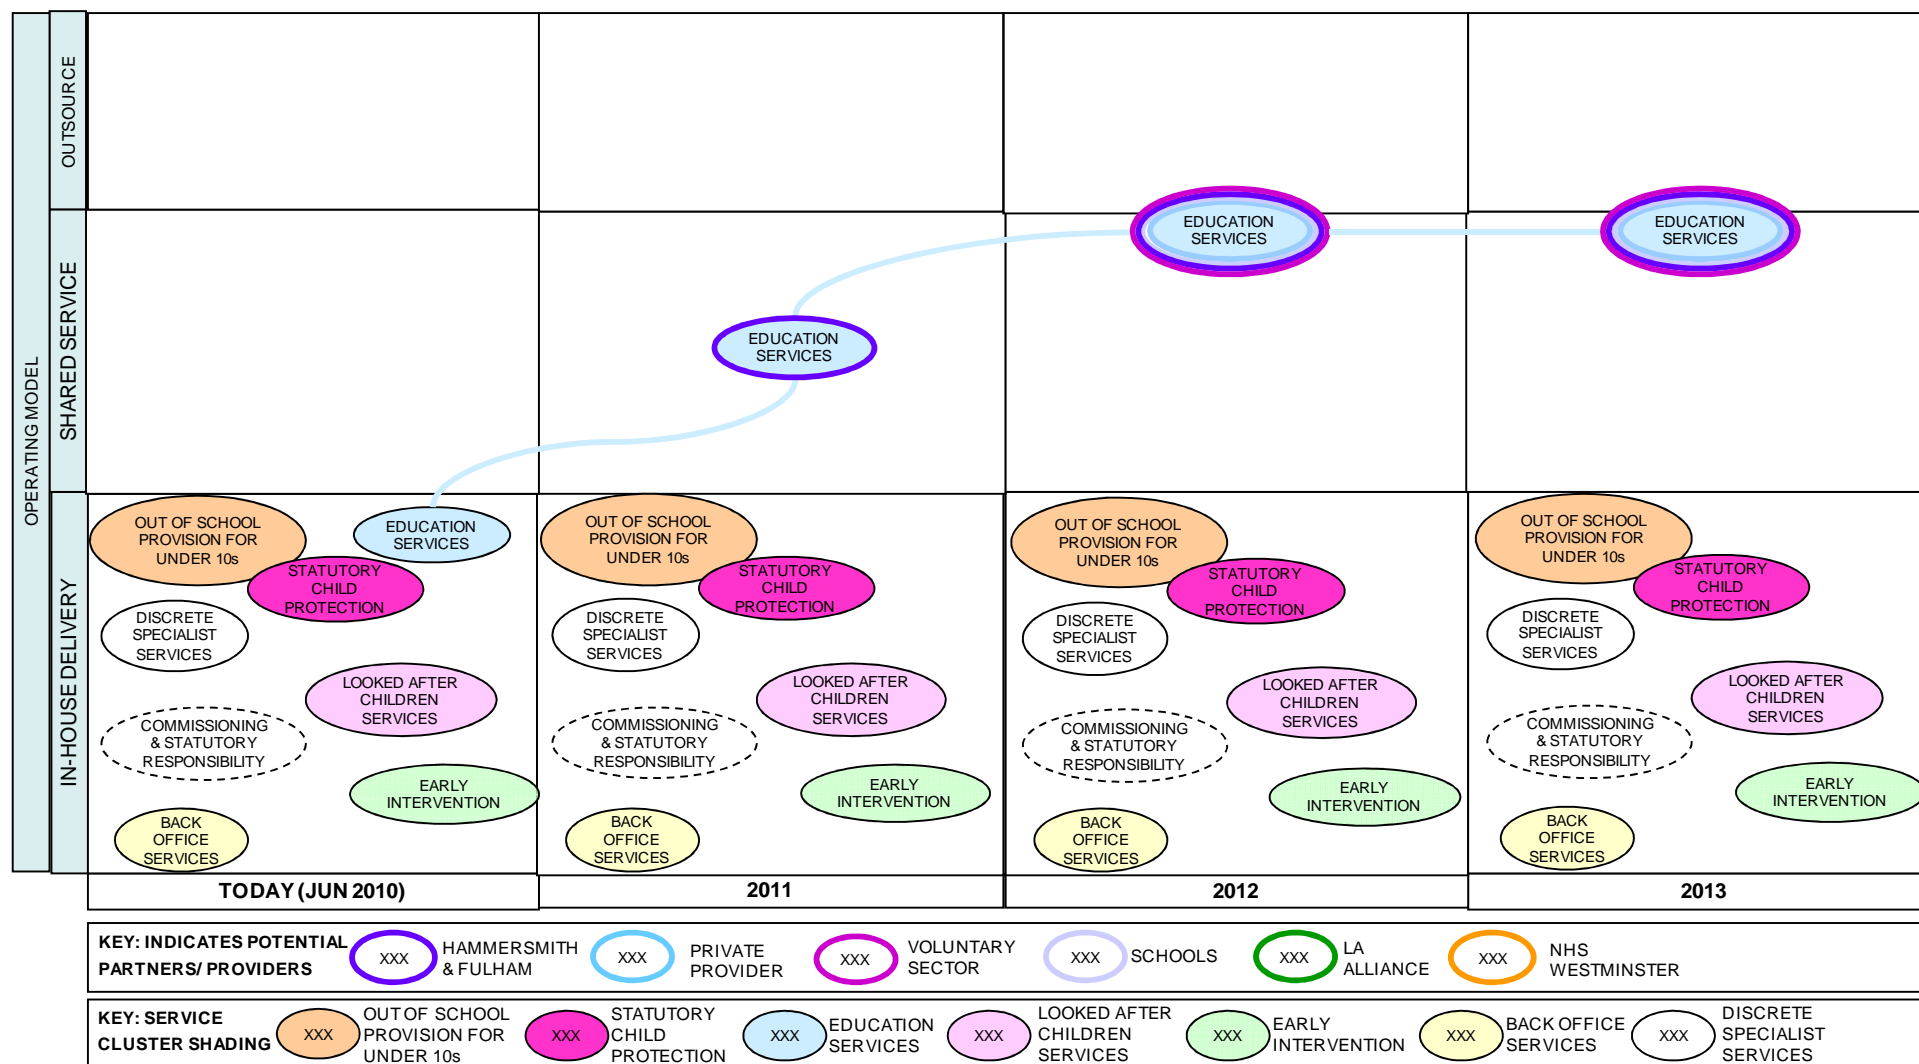 OPERATING MODEL
OUTSOURCE
SHARED SERVICE
IN-HOUSE DELIVERY
EDUCATION
SERVICES
EDUCATION
SERVICES
EDUCATION
SERVICES
OUT OF SCHOOL
PROVISION FOR
UNDER 10s
EDUCATION
SERVICES
STATUTORY
CHILD
PROTECTION
DISCRETE
SPECIALIST
SERVICES
LOOKED AFTER
CHILDREN
SERVICES
COMMISSIONING
& STATUTORY
RESPONSIBILITY
EARLY
INTERVENTION
BACK
OFFICE
SERVICES
TODAY (JUN 2010)
OUT OF SCHOOL
PROVISION FOR
UNDER 10s
STATUTORY
CHILD
PROTECTION
DISCRETE
SPECIALIST
SERVICES
LOOKED AFTER
CHILDREN
SERVICES
COMMISSIONING
& STATUTORY
RESPONSIBILITY
EARLY
INTERVENTION
BACK
OFFICE
SERVICES
2011
OUT OF SCHOOL
PROVISION FOR
UNDER 10s
STATUTORY
CHILD
PROTECTION
DISCRETE
SPECIALIST
SERVICES
LOOKED AFTER
CHILDREN
SERVICES
COMMISSIONING
& STATUTORY
RESPONSIBILITY
EARLY
INTERVENTION
BACK
OFFICE
SERVICES
2012
OUT OF SCHOOL
PROVISION FOR
UNDER 10s
STATUTORY
CHILD
PROTECTION
DISCRETE
SPECIALIST
SERVICES
LOOKED AFTER
CHILDREN
SERVICES
COMMISSIONING
& STATUTORY
RESPONSIBILITY
EARLY
INTERVENTION
BACK
OFFICE
SERVICES
2013
KEY: INDICATES POTENTIAL
PARTNERS/ PROVIDERS
XXX
HAMMERSMITH
& FULHAM
XXX
PRIVATE
PROVIDER
XXX
VOLUNTARY
SECTOR
XXX
SCHOOLS
XXX
LA
ALLIANCE
XXX
NHS
WESTMINSTER
KEY: SERVICE
CLUSTER SHADING
XXX
OUT OF SCHOOL
PROVISION FOR
UNDER 10s
XXX
STATUTORY
CHILD
PROTECTION
XXX
EDUCATION
SERVICES
XXX
LOOKED AFTER
CHILDREN
SERVICES
XXX
EARLY
INTERVENTION
XXX
BACK OFFICE
SERVICES
XXX
DISCRETE
SPECIALIST
SERVICES